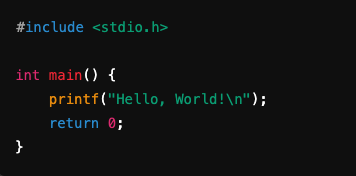 #include <stdio.h>

int main() {
    printf("Hello, World!\n");
    return 0;
}